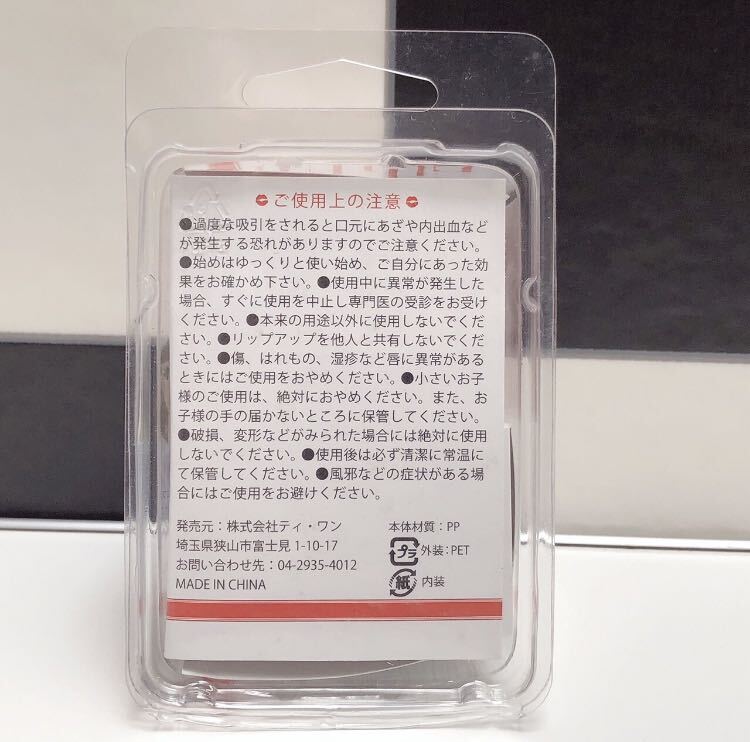 ご使用上の注意
●過度な吸引をされると口元にあざや内出血など
が発生する恐れがありますのでご注意ください。
●始めはゆっくりと使い始め、ご自分にあった効
果をお確かめ下さい。●使用中に異常が発生した
場合、すぐに使用を中止し専門医の受診をお受け
ください。●本来の用途以外に使用しないでくだ
さい。●リップアップを他人と共有しないでくだ
さい。●傷、はれもの、湿疹など唇に異常がある
ときにはご使用をおやめください。●小さいお子
様のご使用は、絶対におやめください。また、お
子様の手の届かないところに保管してください。
●破損、変形などがみられた場合には絶対に使用
しないでください。●使用後は必ず清潔に常温に
て保管してください。●風邪などの症状がある場
合にはご使用をお避けください。
発売元：株式会社ティ・ワン
埼玉県狭山市富士見 1-10-17
お問い合わせ先：04-2935-4012
MADE IN CHINA
本体材質：PP
プラ 外装：PET
紙 内装